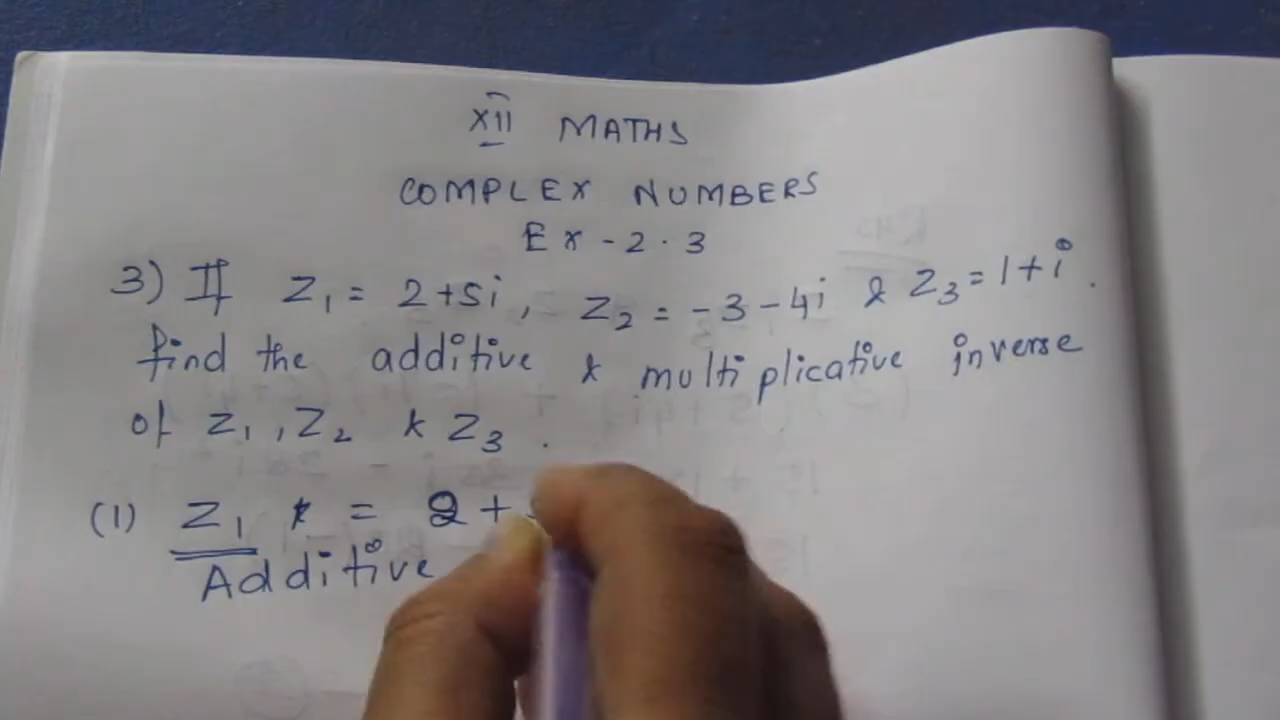 XII MATHS
COMPLEX NUMBERS
Ex - 2.3
3) If Z₁ = 2+5i, Z₂ = -3-4i & Z₃ = 1+i.
find the additive & multiplicative inverse
of Z₁, Z₂ & Z₃.
(1) Z₁ = 2+
Additive